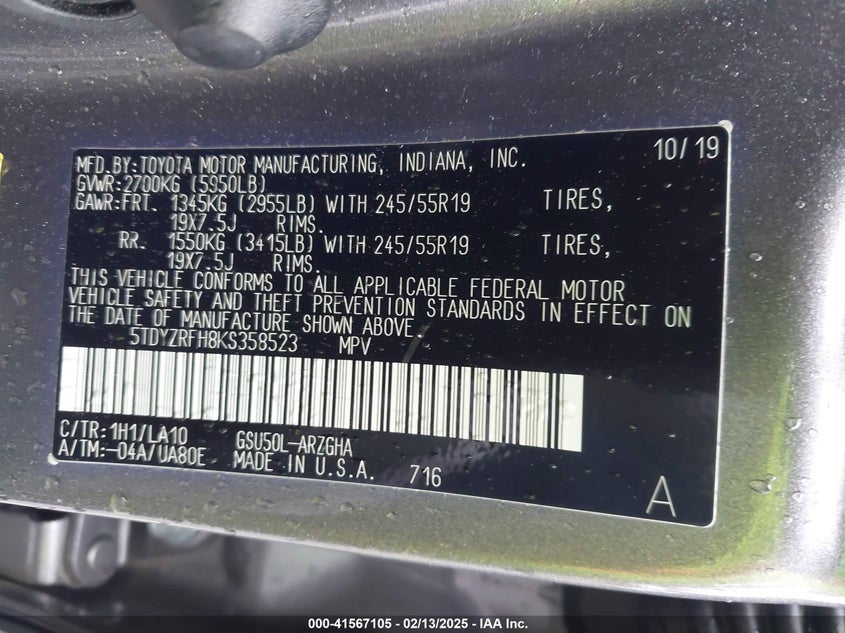 MFD.BY:TOYOTA MOTOR MANUFACTURING, INDIANA, INC. 10/19
GVWR:2700KG (5950LB)
GAWR:FRT. 1345KG (2955LB) WITH 245/55R19 TIRES,
19X7.5J RIMS.
RR. 1550KG (3415LB) WITH 245/55R19 TIRES,
19X7.5J RIMS.
THIS VEHICLE CONFORMS TO ALL APPLICABLE FEDERAL MOTOR
VEHICLE SAFETY AND THEFT PREVENTION STANDARDS IN EFFECT ON
THE DATE OF MANUFACTURE SHOWN ABOVE.
5TDYZRFH8KS358523 MPV
C/TR:1H1/LA10 GSU50L-ARZGHA
A/TM:-04A/UA80E MADE IN U.S.A. 716
A
000-41567105 - 02/13/2025 - IAA Inc.